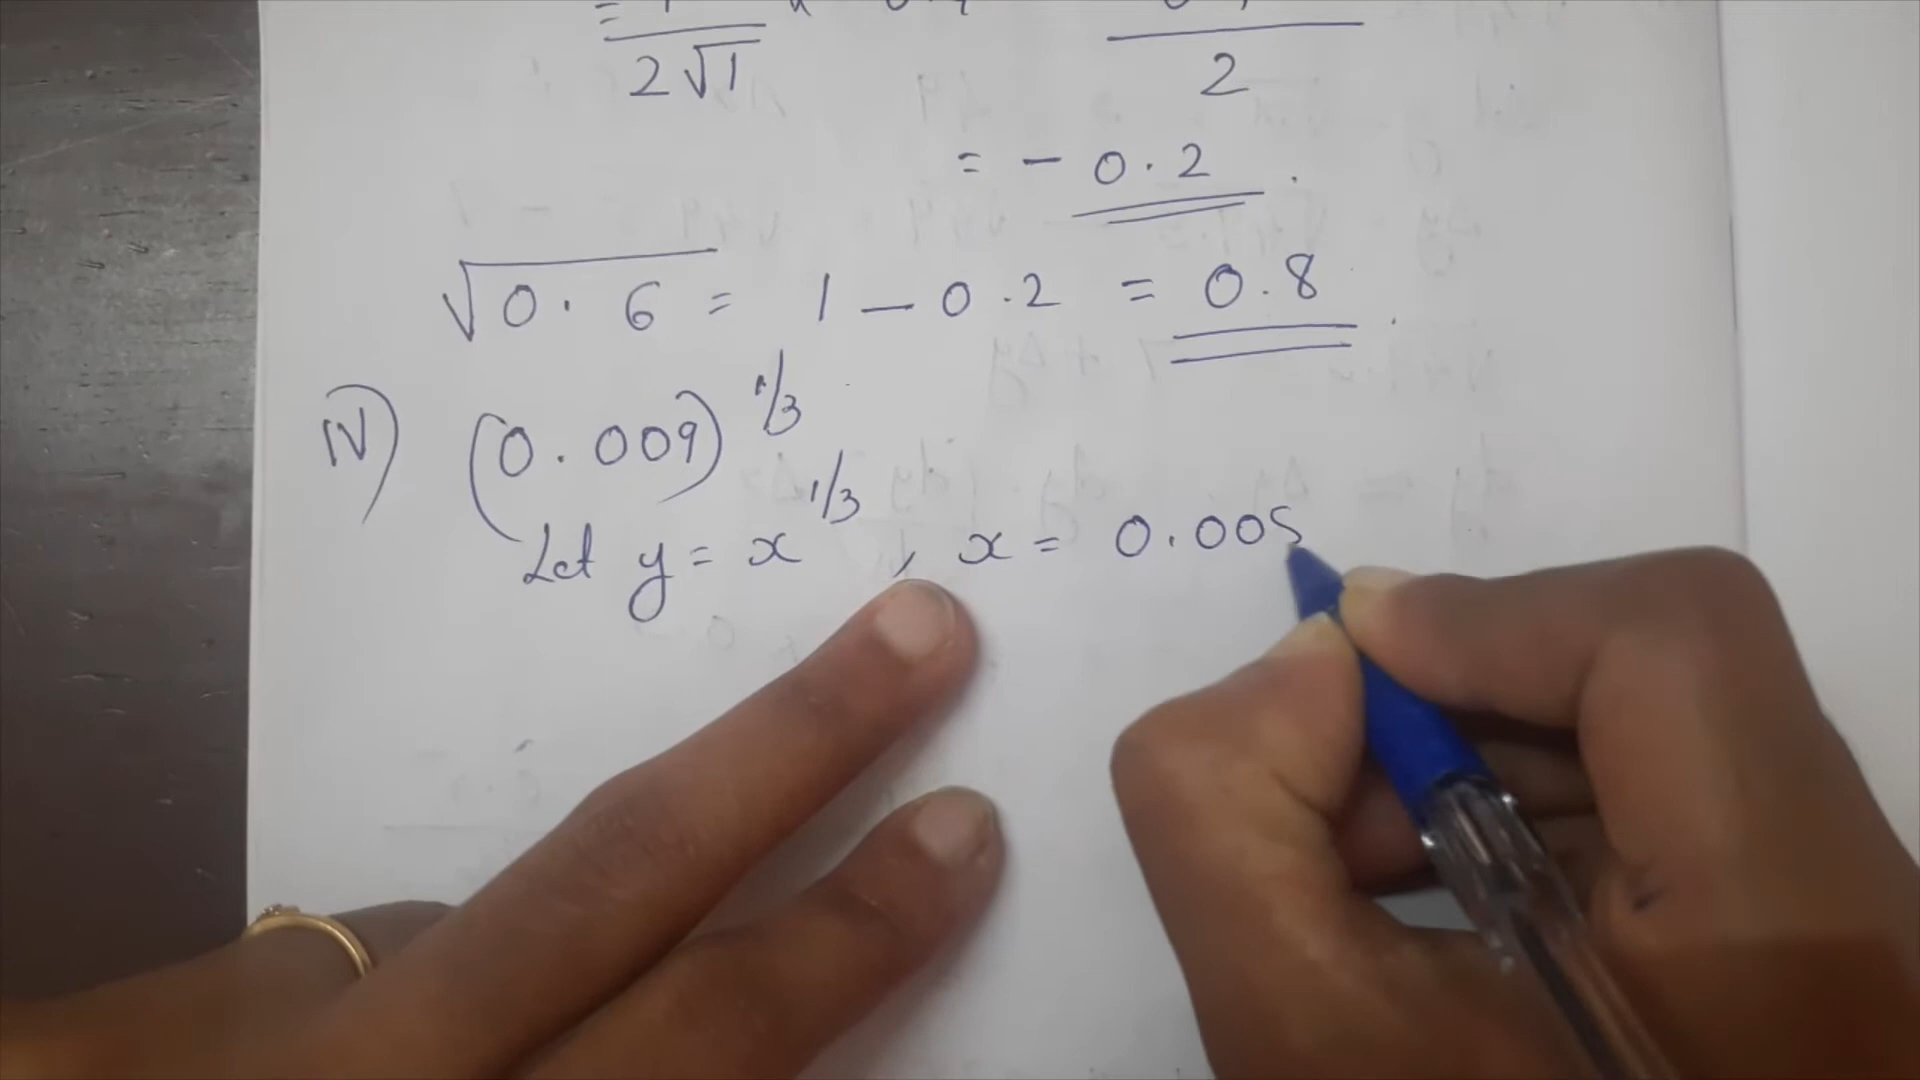 2√1 2
= - 0.2 .
√0.6 = 1 - 0.2 = 0.8 .
IV) (0.009)^1/3
Let y = x^1/3 , x = 0.00